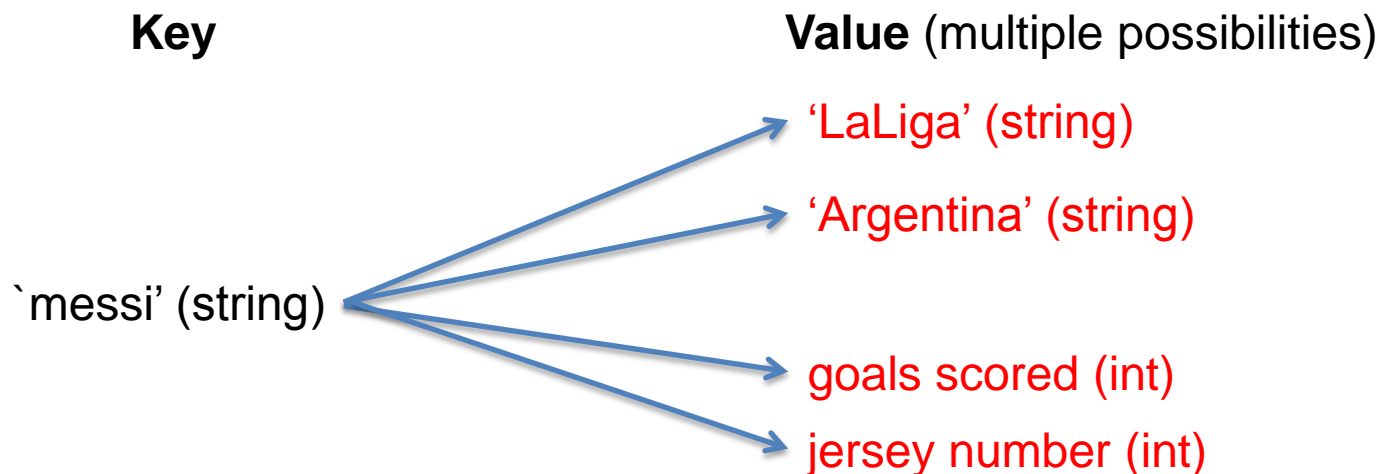 Key
Value (multiple possibilities)
‘LaLiga’ (string)
‘Argentina’ (string)
`messi’ (string)
goals scored (int)
jersey number (int)